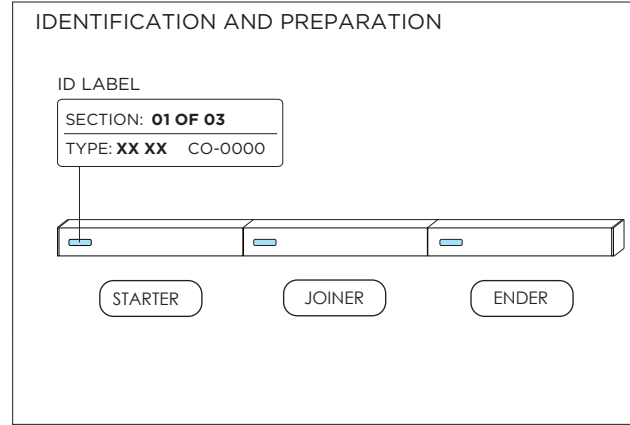 IDENTIFICATION AND PREPARATION
ID LABEL
SECTION: 01 OF 03
TYPE: XX XX CO-0000
STARTER
JOINER
ENDER